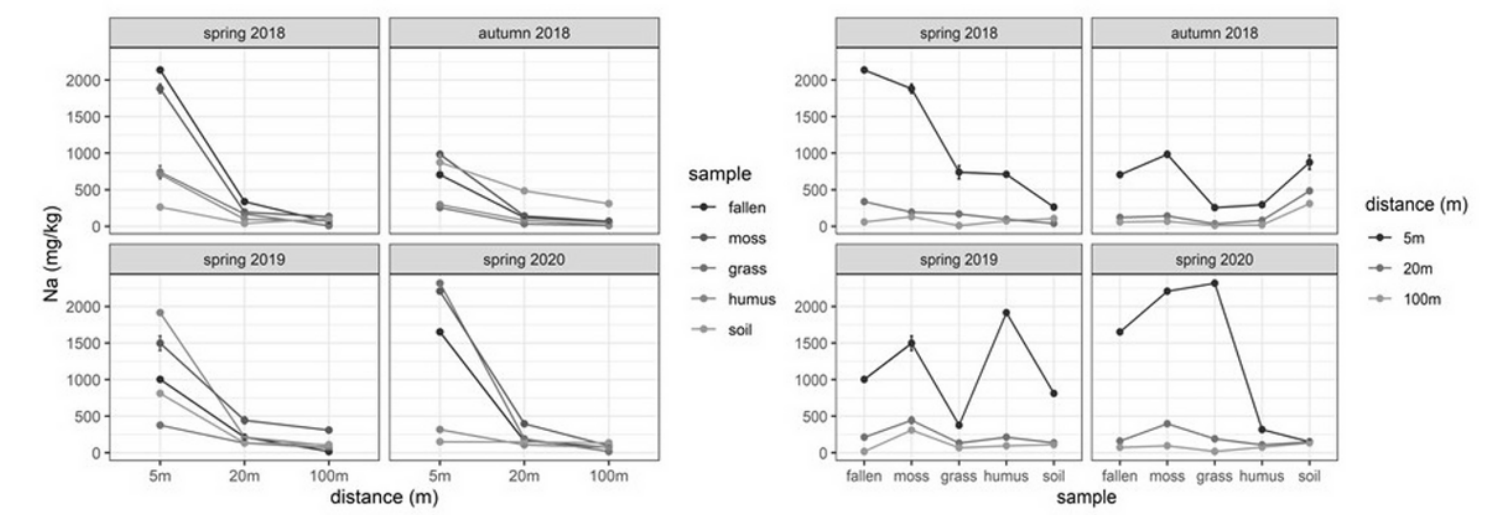 spring 2018
autumn 2018
2000
1500
1000
500
0
spring 2019
spring 2020
2000
1500
1000
500
0
Na (mg/kg)
5m 20m 100m
5m 20m 100m
distance (m)
sample
fallen
moss
grass
humus
soil
spring 2018
autumn 2018
2000
1500
1000
500
0
spring 2019
spring 2020
2000
1500
1000
500
0
fallen moss grass humus soil
fallen moss grass humus soil
sample
distance (m)
5m
20m
100m